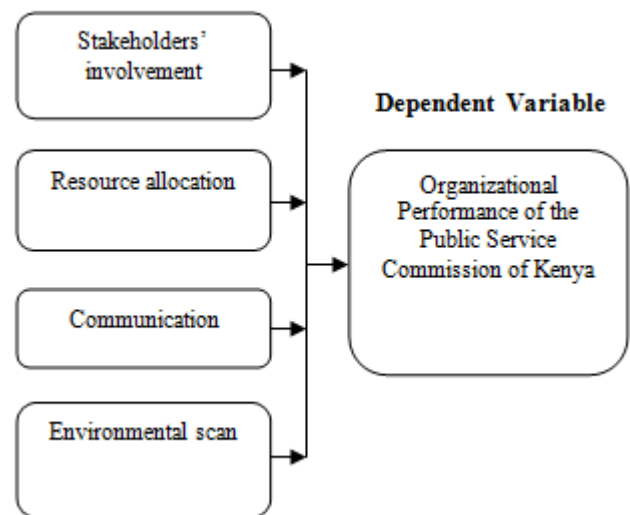 Stakeholders’
involvement
Resource allocation
Communication
Environmental scan
Dependent Variable
Organizational
Performance of the
Public Service
Commission of Kenya